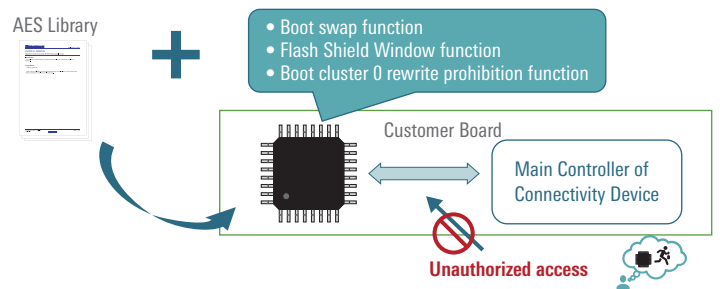 AES Library
• Boot swap function
• Flash Shield Window function
• Boot cluster 0 rewrite prohibition function
Customer Board
Main Controller of
Connectivity Device
Unauthorized access